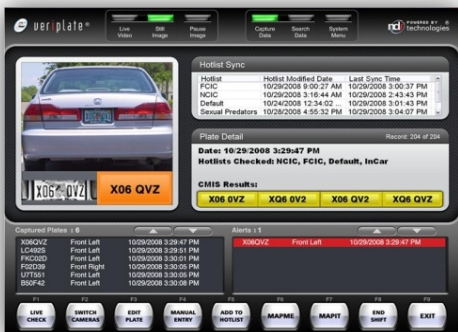 veriplate®
Live Video
Still Image
Pause Image
Capture Data
Search Data
System Menu
ndi POWERED BY ® technologies
Hotlist Sync
Hotlist Hotlist Modified Date Last Sync Time
FCIC 10/29/2008 9:00:27 AM 10/29/2008 3:00:37 PM
NCIC 10/29/2008 3:16:44 AM 10/29/2008 2:43:43 PM
Default 10/24/2008 12:34:02 ... 10/29/2008 3:01:43 PM
Sexual Predators 10/28/2008 4:55:32 PM 10/29/2008 3:04:07 PM
Plate Detail Record: 204 of 204
Date: 10/29/2008 3:29:47 PM
Hotlists Checked: NCIC, FCIC, Default, InCar
CMIS Results:
X06 0VZ XQ6 0V2 X06 QV2 XQ6 QVZ
X06 QVZ
X06 QVZ
Captured Plates : 6
X06QVZ Front Left 10/29/2008 3:29:47 PM
LC492S Front Left 10/29/2008 3:29:51 PM
FKC02D Front Left 10/29/2008 3:30:01 PM
F02D39 Front Right 10/29/2008 3:30:05 PM
U7T551 Front Left 10/29/2008 3:30:05 PM
B50F42 Front Left 10/29/2008 3:30:08 PM
Alerts : 1
X06QVZ Front Left 10/29/2008 3:29:47 PM
F1 F2 F3 F4 F5 F6 F7 F8 F9
LIVE CHECK
SWITCH CAMERAS
EDIT PLATE
MANUAL ENTRY
ADD TO HOTLIST
MAPME
MAPIT
END SHIFT
EXIT